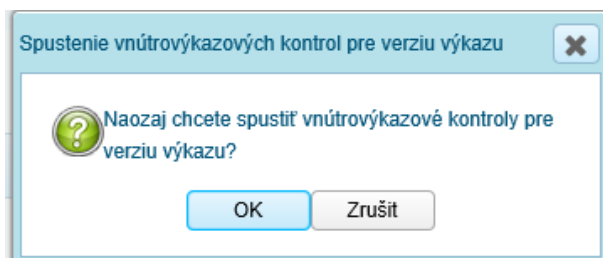 Spustenie vnútrovýkazových kontrol pre verziu výkazu
Naozaj chcete spustiť vnútrovýkazové kontroly pre
verziu výkazu?
OK
Zrušit